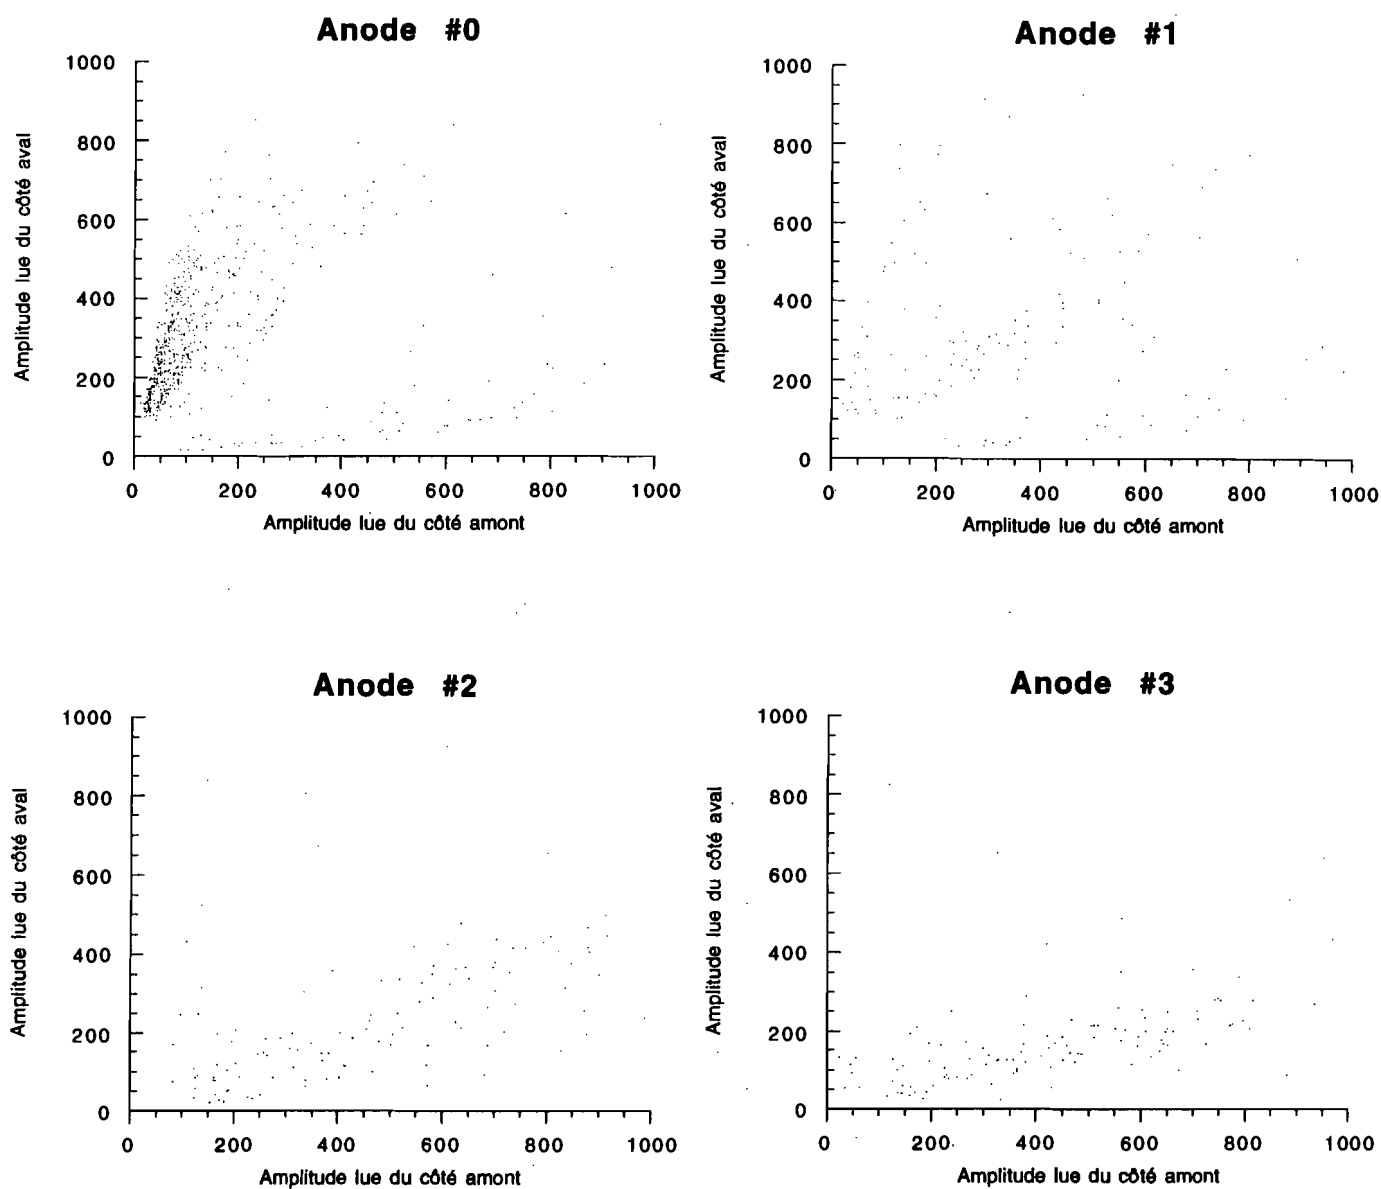 Anode #0
1000
800
600
400
200
0
0 200 400 600 800 1000
Amplitude lue du côté aval
Amplitude lue du côté amont
Anode #1
1000
800
600
400
200
0
0 200 400 600 800 1000
Amplitude lue du côté aval
Amplitude lue du côté amont
Anode #2
1000
800
600
400
200
0
0 200 400 600 800 1000
Amplitude lue du côté aval
Amplitude lue du côté amont
Anode #3
1000
800
600
400
200
0
0 200 400 600 800 1000
Amplitude lue du côté aval
Amplitude lue du côté amont